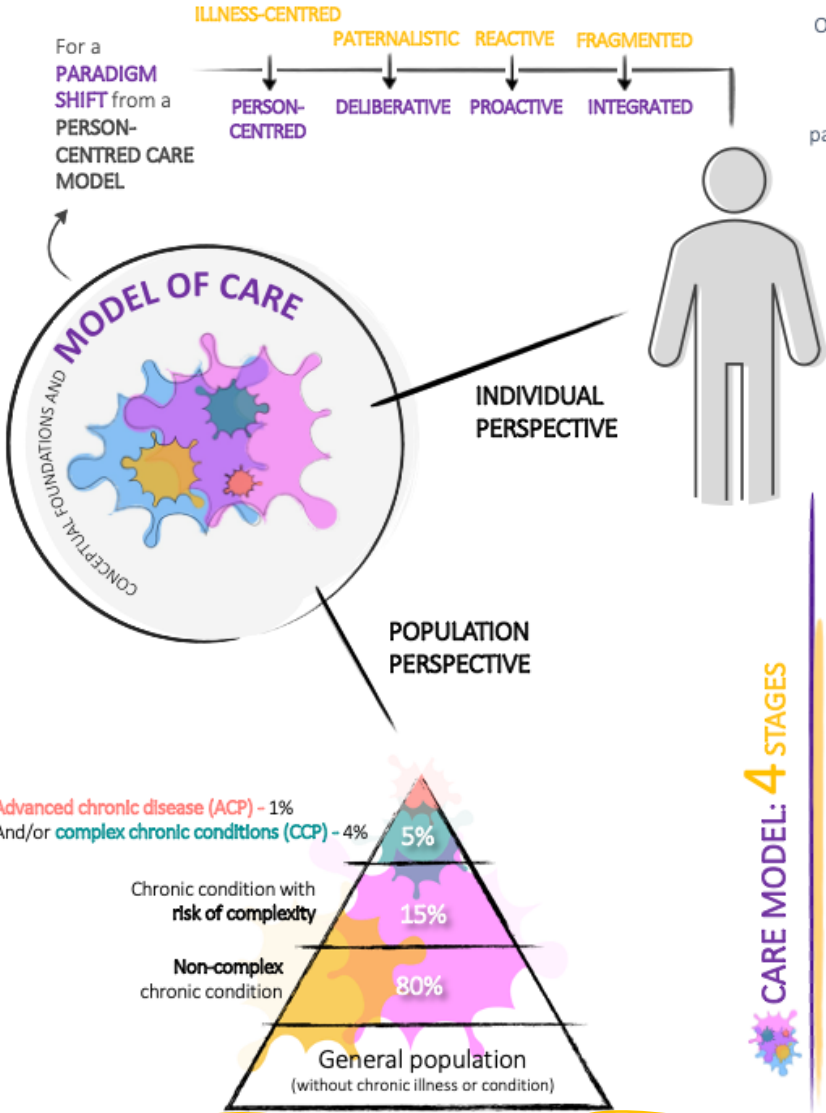 ILLNESS-CENTRED
PATERNALISTIC
REACTIVE
FRAGMENTED
PERSON-
CENTRED
DELIBERATIVE
PROACTIVE
INTEGRATED
For a
PARADIGM
SHIFT from a
PERSON-
CENTRED CARE
MODEL
CONCEPTUAL FOUNDATIONS AND
MODEL OF CARE
INDIVIDUAL
PERSPECTIVE
POPULATION
PERSPECTIVE
Advanced chronic disease (ACP) - 1%
And/or complex chronic conditions (CCP) - 4%
5%
Chronic condition with
risk of complexity
15%
Non-complex
chronic condition
80%
General population
(without chronic illness or condition)
CARE MODEL: 4 STAGES